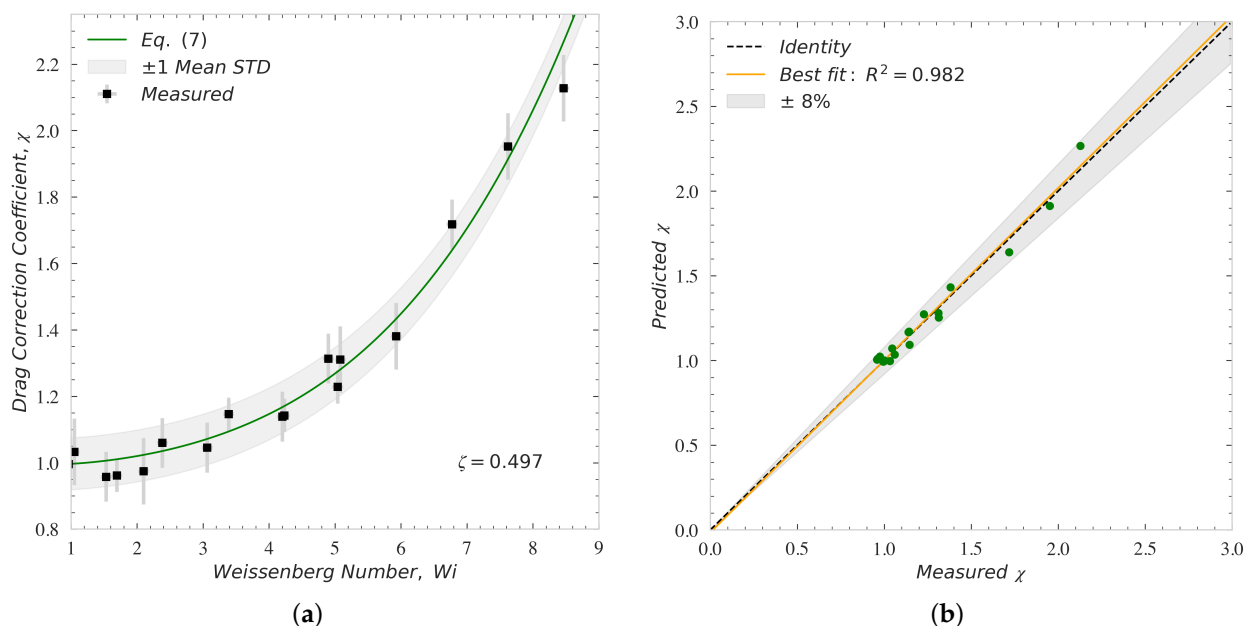 Eq. (7)
±1 Mean STD
Measured
2.2
2.0
1.8
1.6
1.4
1.2
1.0
0.8
Drag Correction Coefficient, χ
ζ = 0.497
1 2 3 4 5 6 7 8 9
Weissenberg Number, Wi
(a)
Identity
Best fit: R² = 0.982
± 8%
3.0
2.5
2.0
1.5
1.0
0.5
0.0
Predicted χ
0.0 0.5 1.0 1.5 2.0 2.5 3.0
Measured χ
(b)